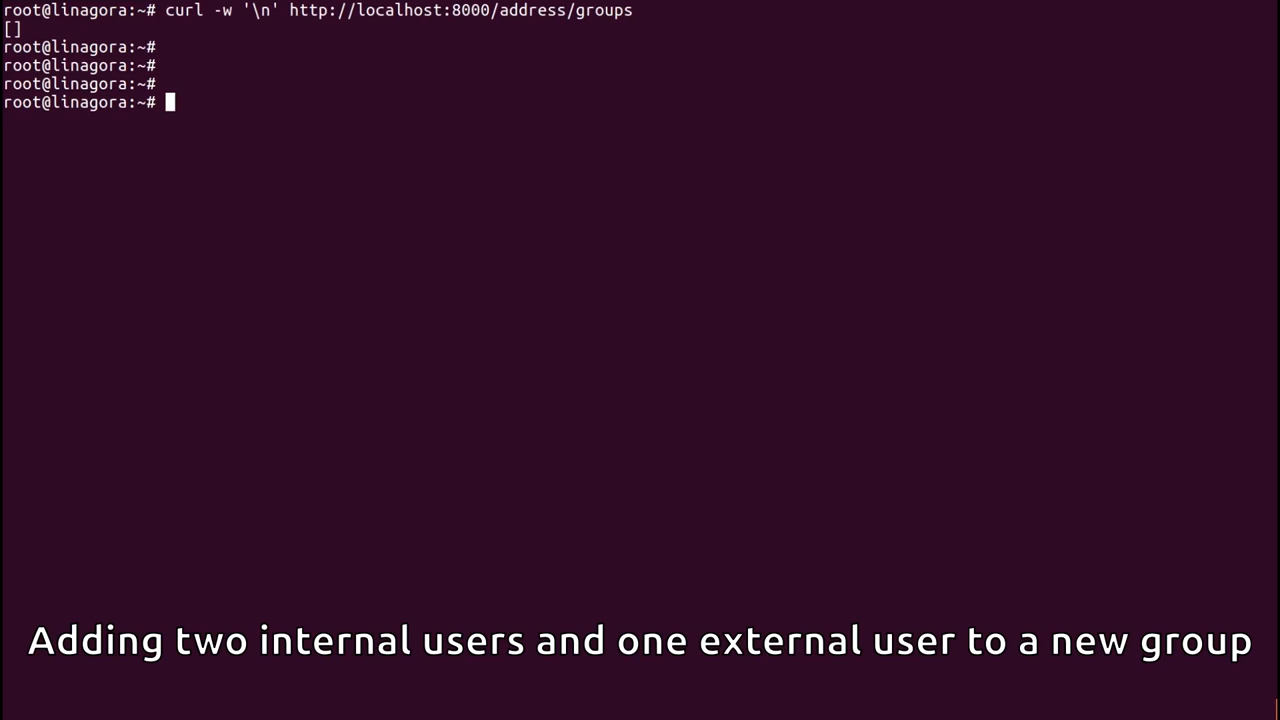 root@linagora:~# curl -w '\n' http://localhost:8000/address/groups
[]
root@linagora:~#
root@linagora:~#
root@linagora:~#
root@linagora:~#
Adding two internal users and one external user to a new group